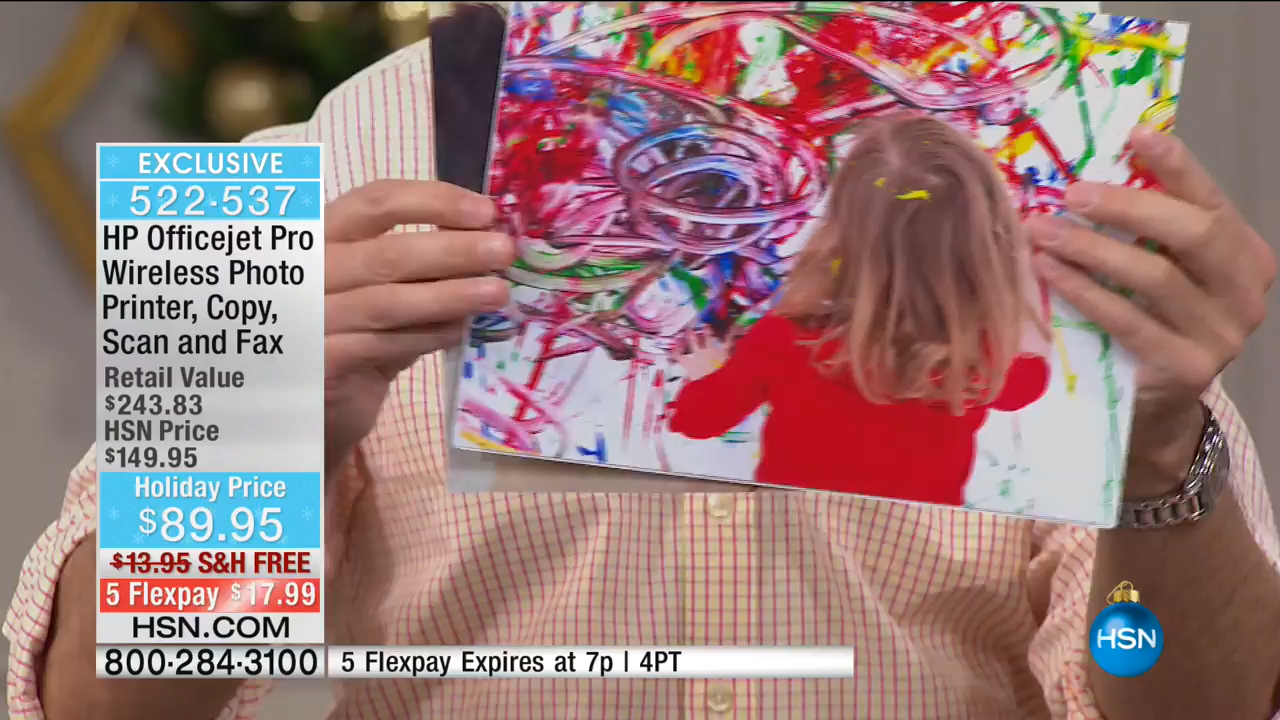 EXCLUSIVE
522·537
HP Officejet Pro
Wireless Photo
Printer, Copy,
Scan and Fax
Retail Value
$243.83
HSN Price
$149.95
Holiday Price
$89.95
$13.95 S&H FREE
5 Flexpay $17.99
HSN.COM
800·284·3100
5 Flexpay Expires at 7p | 4PT
HSN